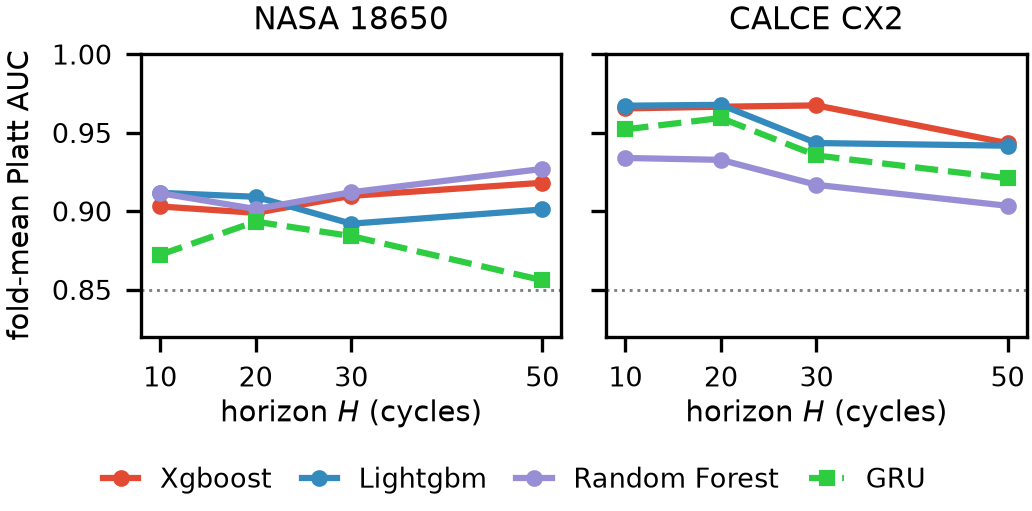 NASA 18650
CALCE CX2
fold-mean Platt AUC
1.00
0.95
0.90
0.85
10 20 30 50
10 20 30 50
horizon H (cycles)
horizon H (cycles)
Xgboost Lightgbm Random Forest GRU